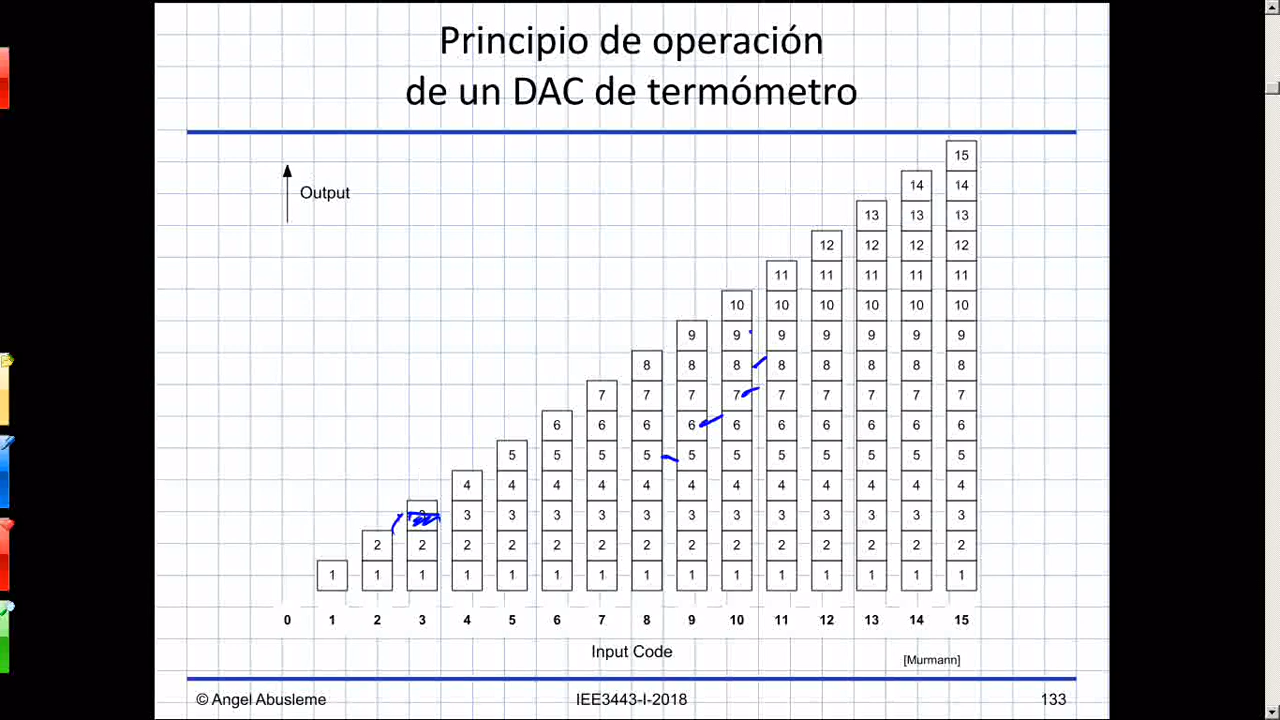 Principio de operación
de un DAC de termómetro
15
14 14
Output 13 13 13
12 12 12 12
11 11 11 11 11
10 10 10 10 10 10
9 9 9 9 9 9 9
8 8 8 8 8 8 8 8
7 7 7 7 7 7 7 7 7
6 6 6 6 6 6 6 6 6 6
5 5 5 5 5 5 5 5 5 5 5
4 4 4 4 4 4 4 4 4 4 4 4
3 3 3 3 3 3 3 3 3 3 3 3
2 2 2 2 2 2 2 2 2 2 2 2 2 2
1 1 1 1 1 1 1 1 1 1 1 1 1 1 1
0 1 2 3 4 5 6 7 8 9 10 11 12 13 14 15
Input Code
[Murmann]
© Angel Abusleme IEE3443-I-2018 133